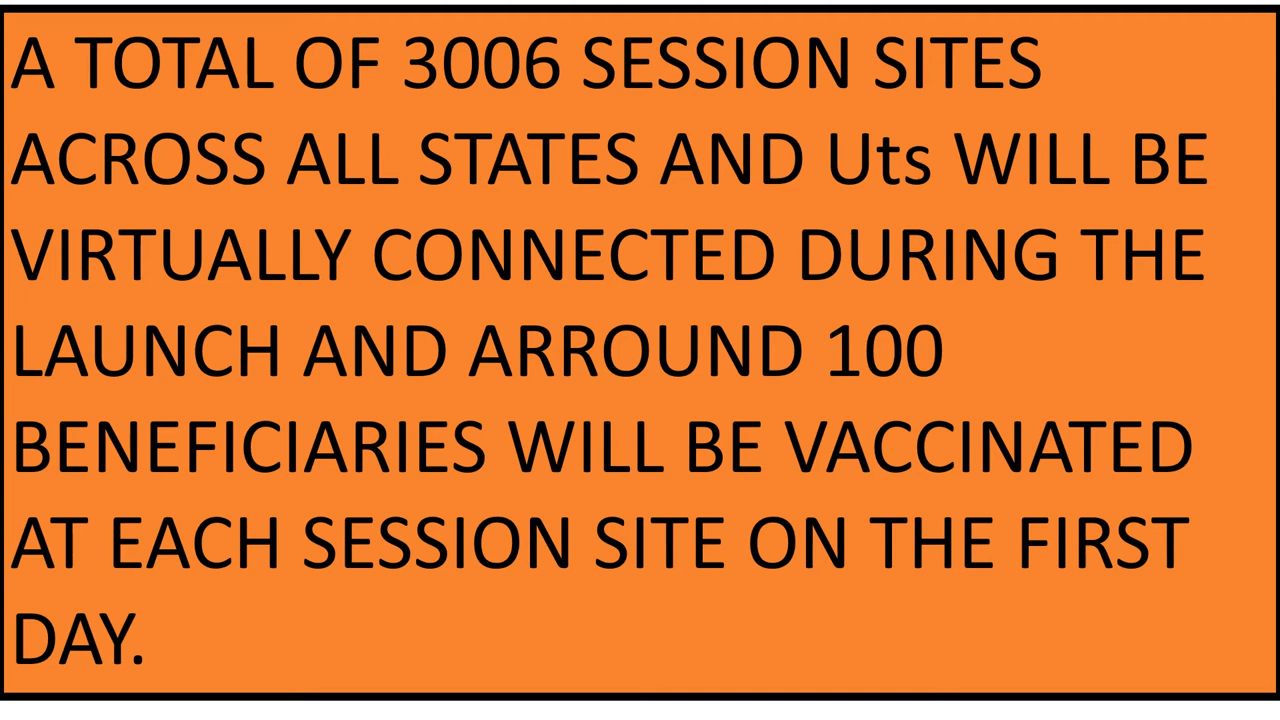 A TOTAL OF 3006 SESSION SITES
ACROSS ALL STATES AND Uts WILL BE
VIRTUALLY CONNECTED DURING THE
LAUNCH AND ARROUND 100
BENEFICIARIES WILL BE VACCINATED
AT EACH SESSION SITE ON THE FIRST
DAY.